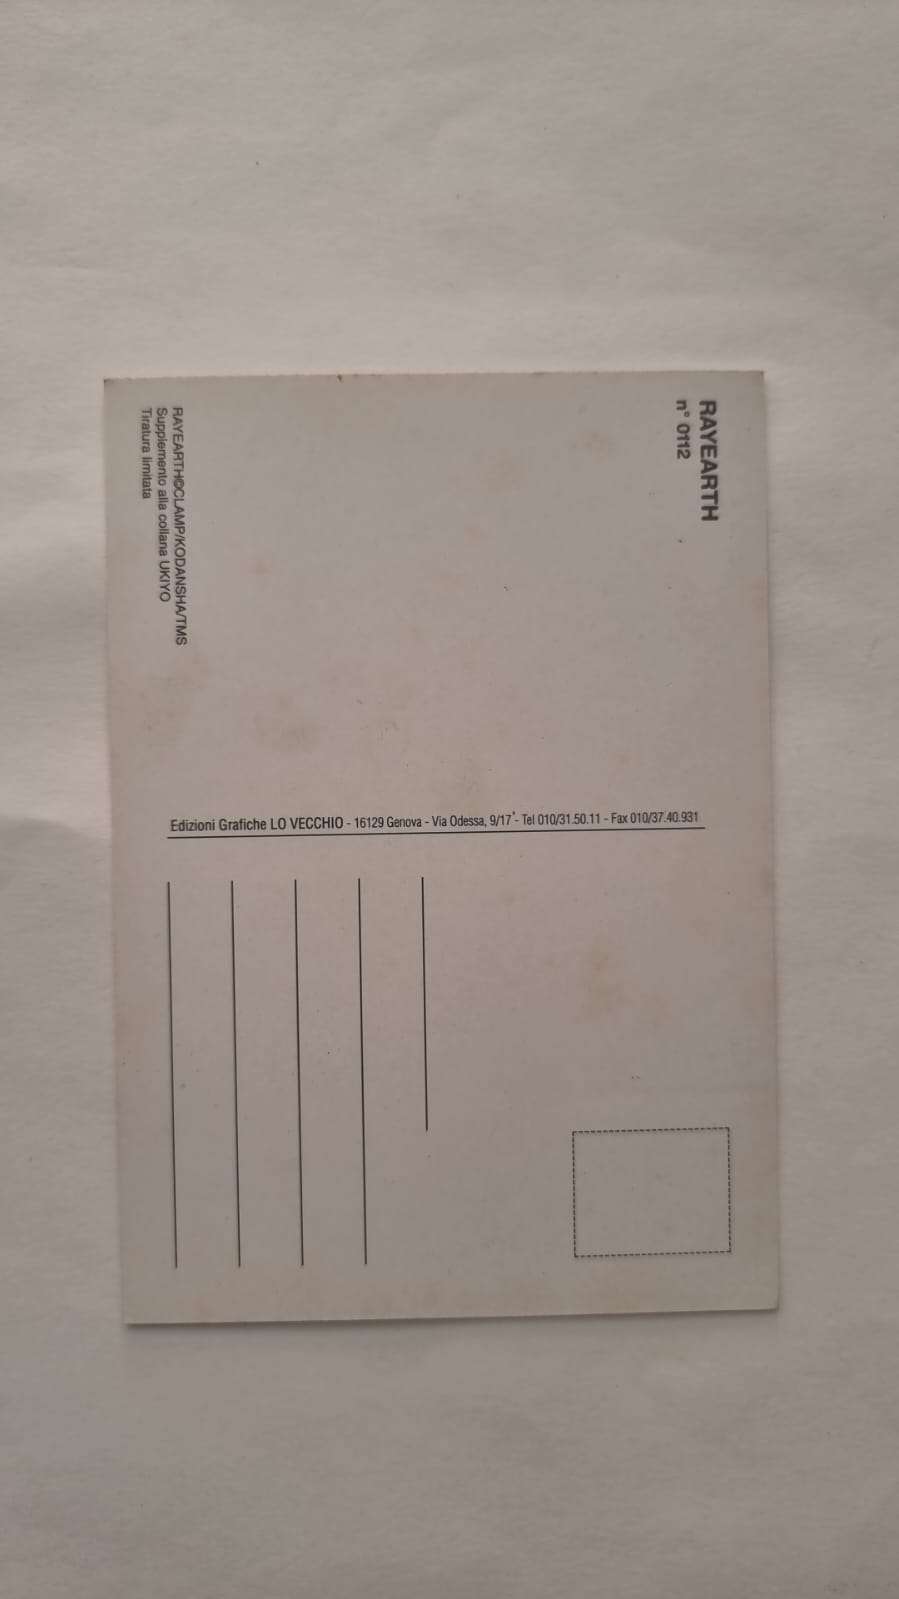 RAYEARTH
n° 0112
RAYEARTH©CLAMP/KODANSHA/TMS
Supplemento alla collana UKIYO
Tiratura limitata
Edizioni Grafiche LO VECCHIO - 16129 Genova - Via Odessa, 9/17 - Tel 010/31.50.11 - Fax 010/37.40.931